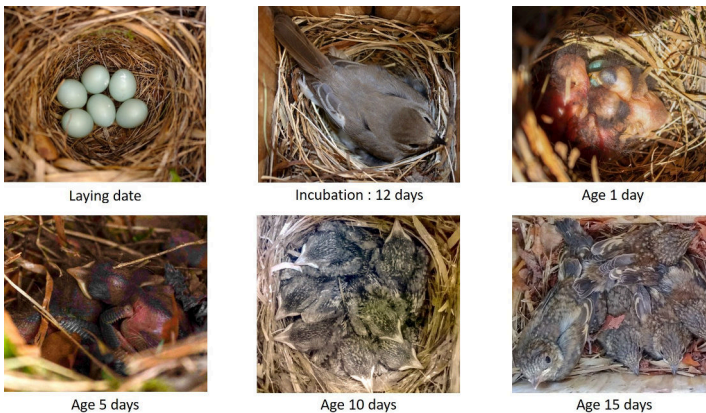 Laying date
Incubation : 12 days
Age 1 day
Age 5 days
Age 10 days
Age 15 days